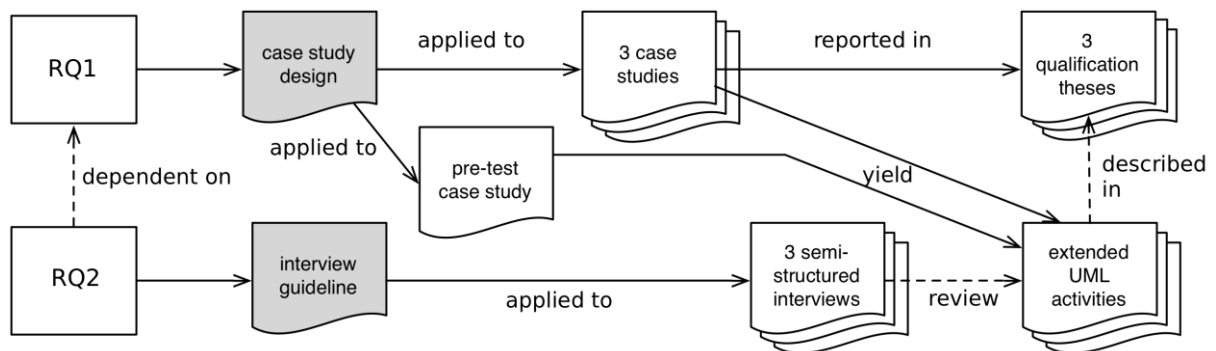 RQ1
case study
design
applied to
3 case
studies
reported in
3
qualification
theses
applied to
pre-test
case study
dependent on
yield
described
in
RQ2
interview
guideline
applied to
3 semi-
structured
interviews
review
extended
UML
activities